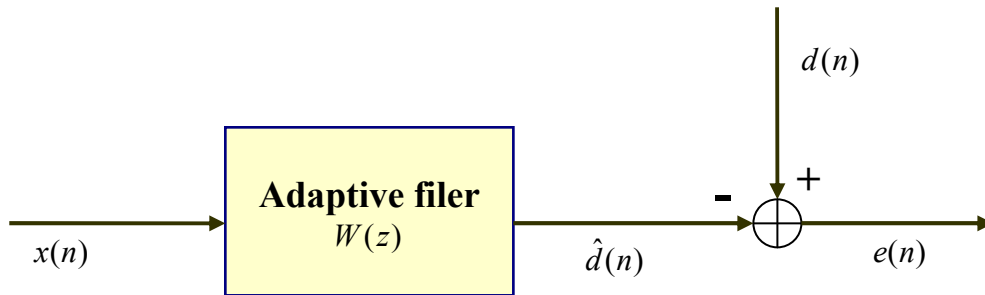 d(n)
+
-
Adaptive filer
W(z)
x(n)
d̂(n)
e(n)